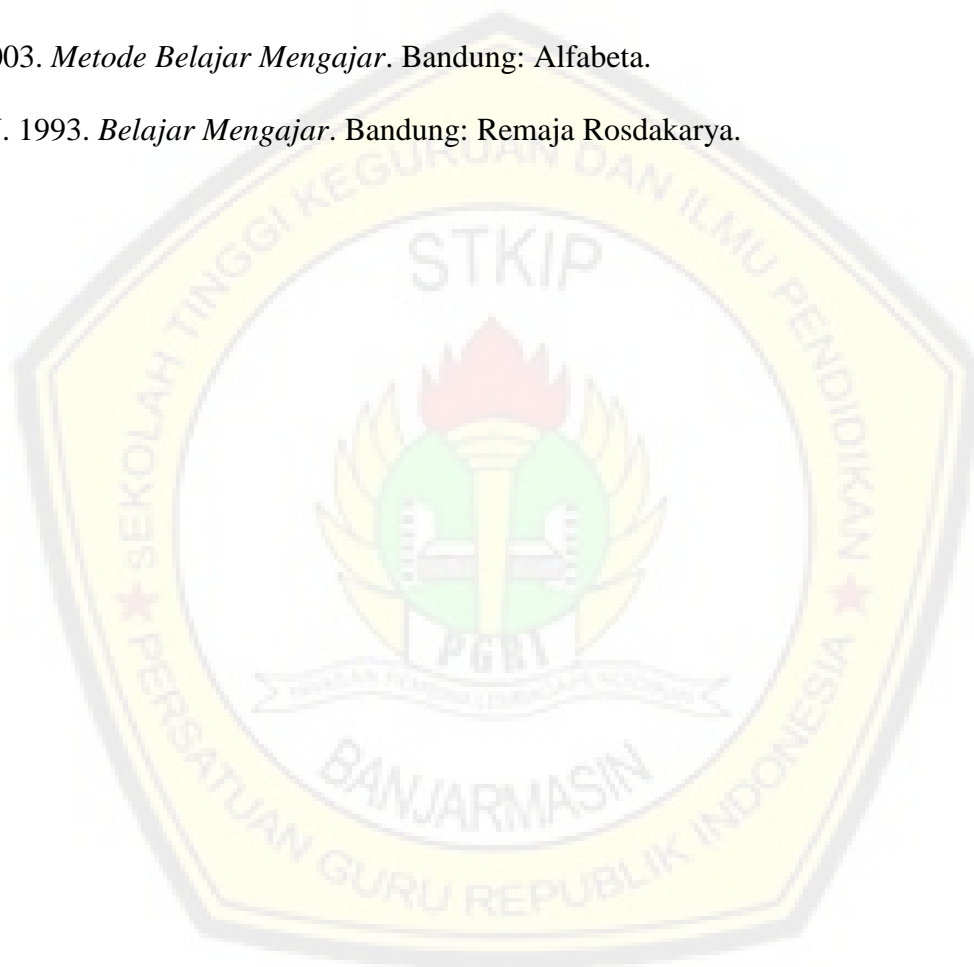 003. Metode Belajar Mengajar. Bandung: Alfabeta.
. 1993. Belajar Mengajar. Bandung: Remaja Rosdakarya.
SEKOLAH TINGGI KEGURUAN DAN ILMU PENDIDIKAN
STKIP
PGRI
BANJARMASIN
PERSATUAN GURU REPUBLIK INDONESIA